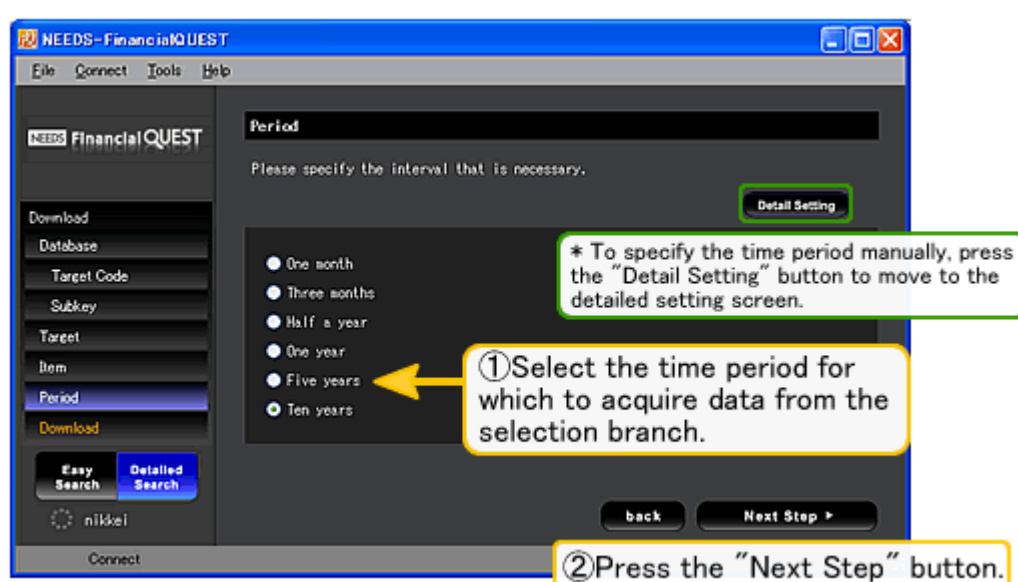 NEEDS-FinancialQUEST
File Connect Tools Help
NEEDS Financial QUEST
Period
Please specify the interval that is necessary.
Detail Setting
Download
Database
Target Code
Subkey
Target
Item
Period
Download
Easy Search
Detailed Search
nikkei
Connect
One month
Three months
Half a year
One year
Five years
Ten years
* To specify the time period manually, press
the "Detail Setting" button to move to the
detailed setting screen.
①Select the time period for
which to acquire data from the
selection branch.
back
Next Step ▶
②Press the "Next Step" button.